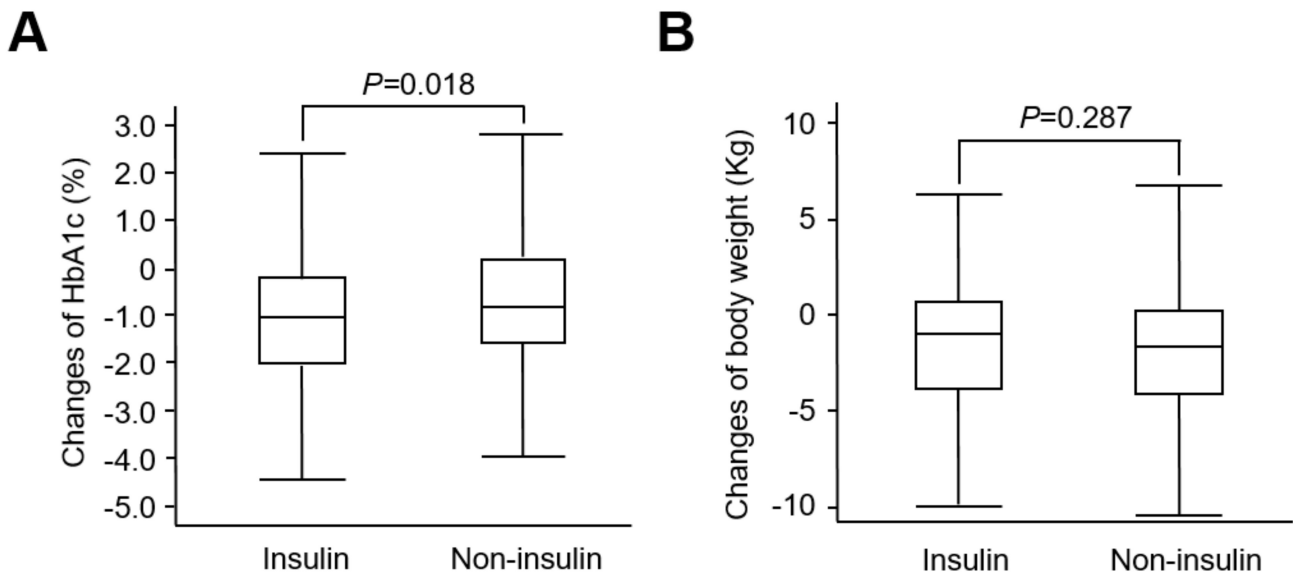 A
P=0.018
Changes of HbA1c (%)
3.0
2.0
1.0
0
-1.0
-2.0
-3.0
-4.0
-5.0
Insulin
Non-insulin
B
P=0.287
Changes of body weight (Kg)
10
5
0
-5
-10
Insulin
Non-insulin